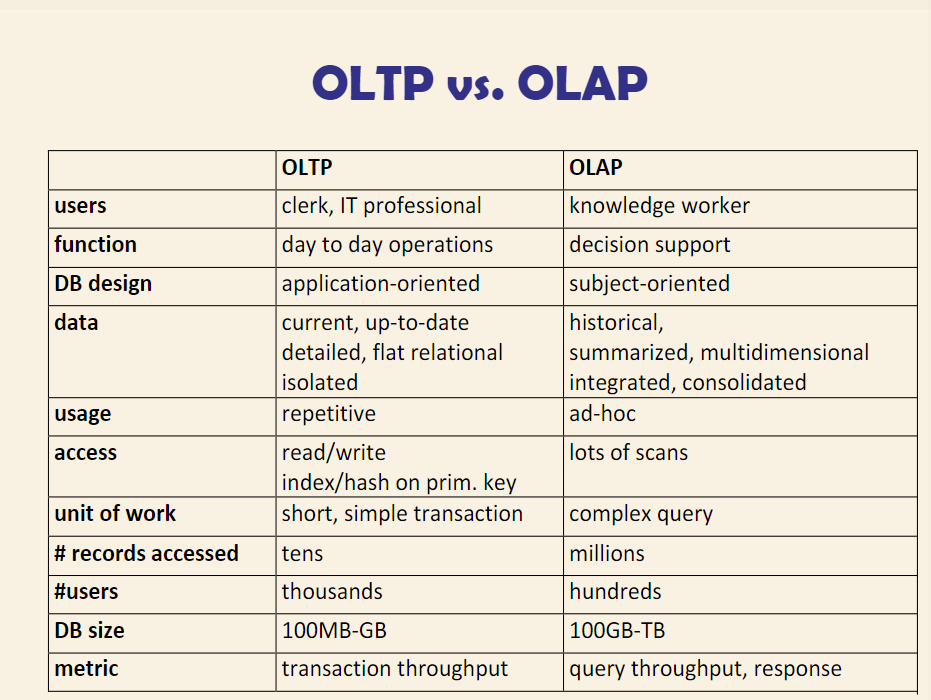 OLTP vs. OLAP
OLTP OLAP
users clerk, IT professional knowledge worker
function day to day operations decision support
DB design application-oriented subject-oriented
data current, up-to-date historical,
detailed, flat relational summarized, multidimensional
isolated integrated, consolidated
usage repetitive ad-hoc
access read/write lots of scans
index/hash on prim. key
unit of work short, simple transaction complex query
# records accessed tens millions
#users thousands hundreds
DB size 100MB-GB 100GB-TB
metric transaction throughput query throughput, response